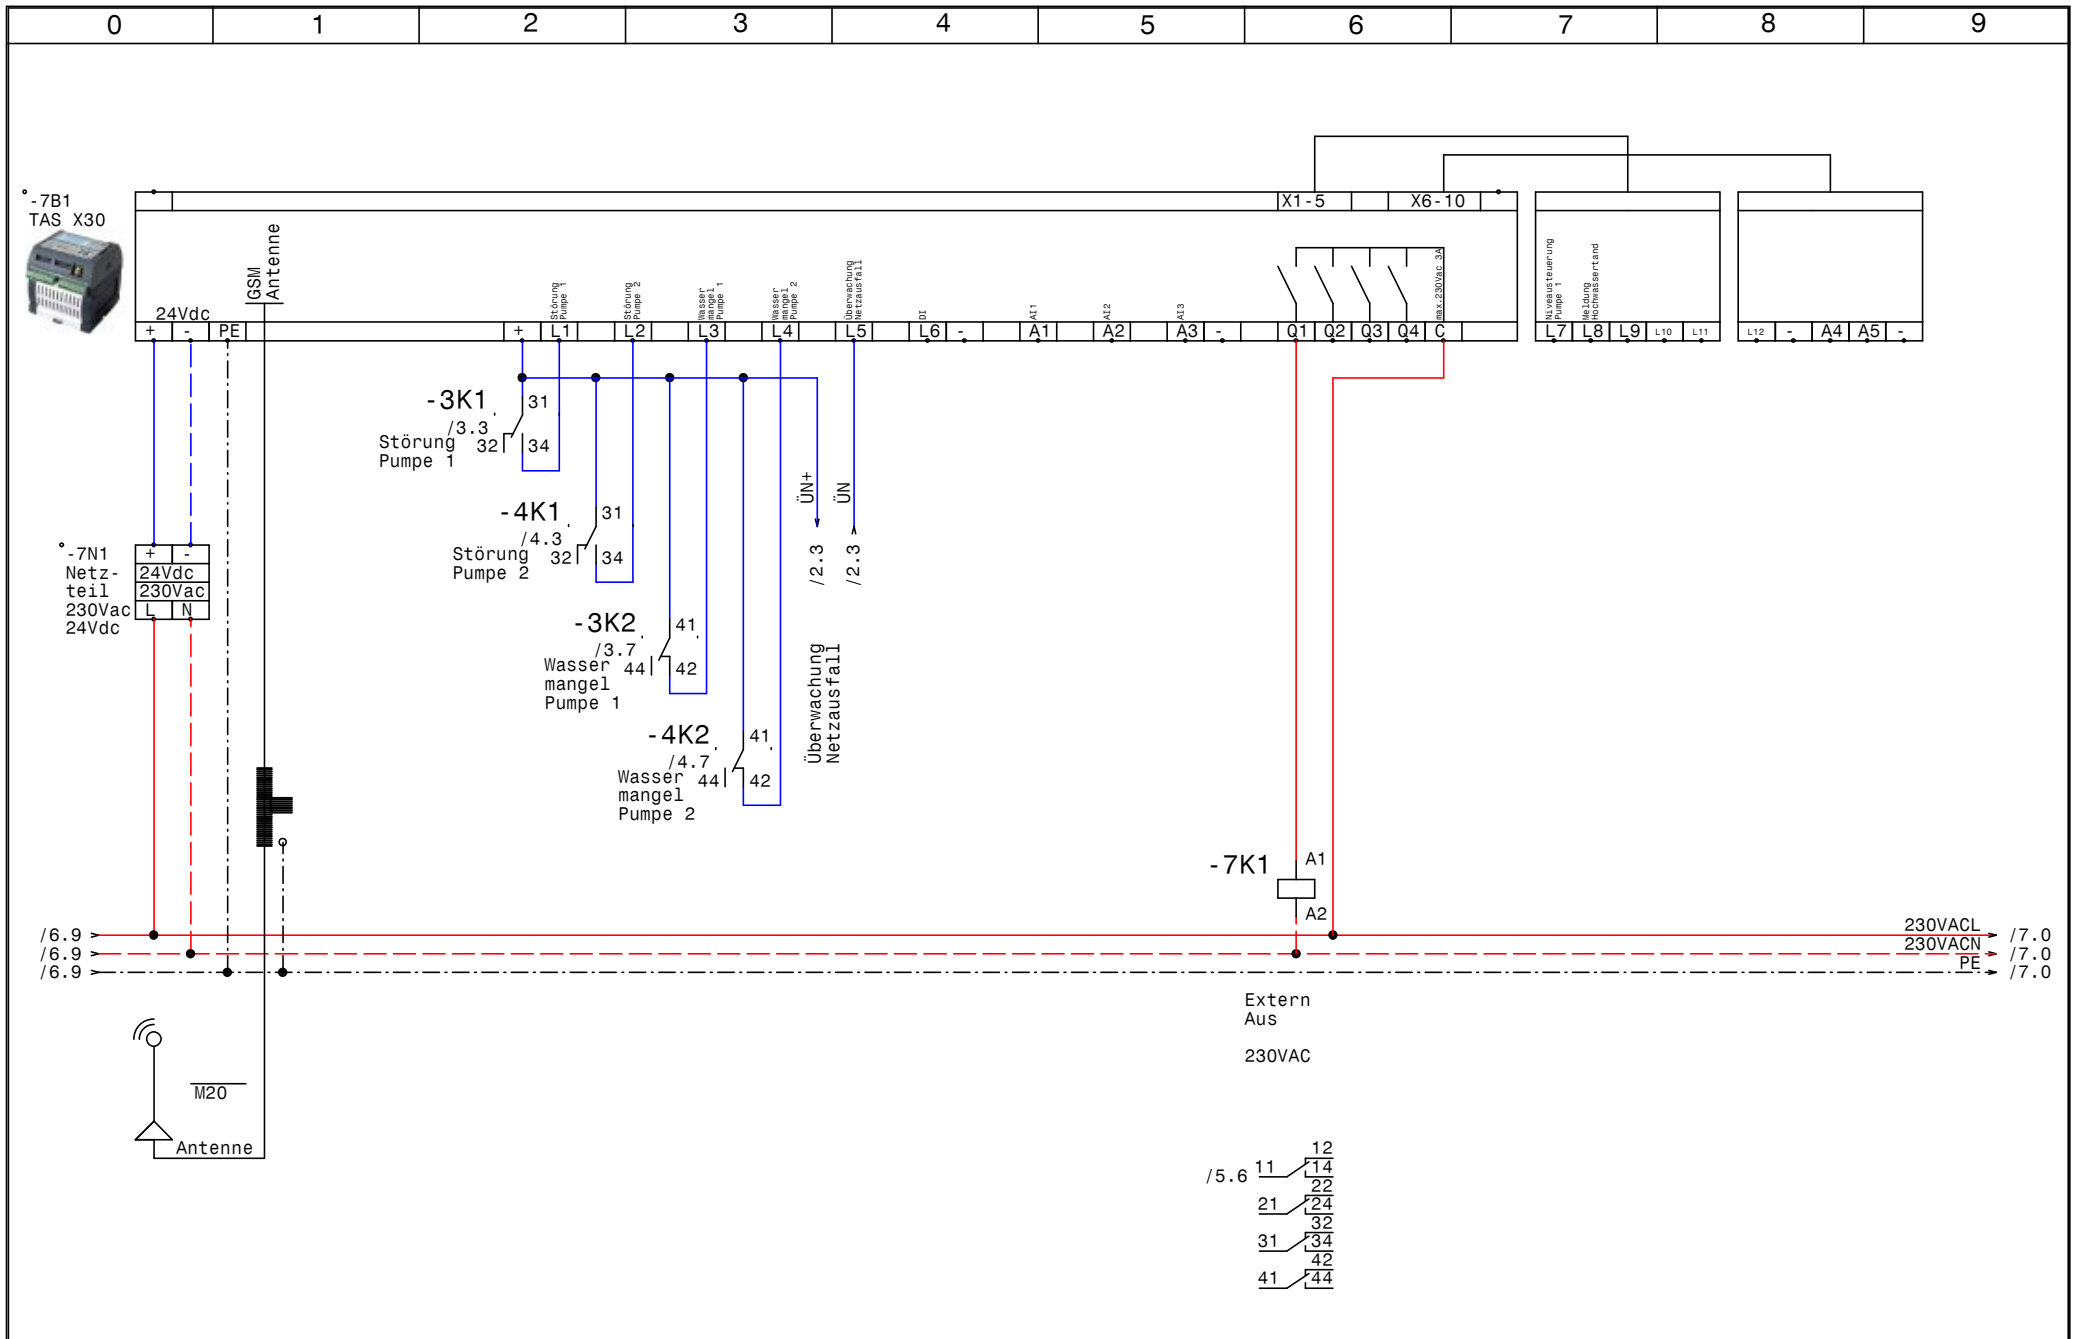 0 1 2 3 4 5 6 7 8 9
-7B1
TAS X30
X1-5
X6-10
GSM
Antenne
24Vdc
Störung
Pumpe 1
Störung
Pumpe 2
Wasser
mangel
Pumpe 1
Wasser
mangel
Pumpe 2
Überwachung
Netzausfall
DI
AI1
AI2
AI3
max.230Vac 3A
Niveausteuerung
Pumpe 1
Meldung
Hochwassertand
+ - PE + L1 L2 L3 L4 L5 L6 - A1 A2 A3 - Q1 Q2 Q3 Q4 C L7 L8 L9 L10 L11 L12 - A4 A5 -
-3K1
/3.3
Störung
Pumpe 1
31
32
34
-4K1
/4.3
Störung
Pumpe 2
31
32
34
-3K2
/3.7
Wasser
mangel
Pumpe 1
41
44
42
-4K2
/4.7
Wasser
mangel
Pumpe 2
41
44
42
ÜN+
/2.3
ÜN
/2.3
Überwachung
Netzausfall
-7N1
Netz-
teil
230Vac
24Vdc
+ -
24Vdc
230Vac
L N
-7K1
A1
A2
/6.9
/6.9
/6.9
230VACL
/7.0
230VACN
/7.0
PE
/7.0
Extern
Aus
230VAC
M20
Antenne
/5.6
11
12
14
21
22
24
31
32
34
41
42
44